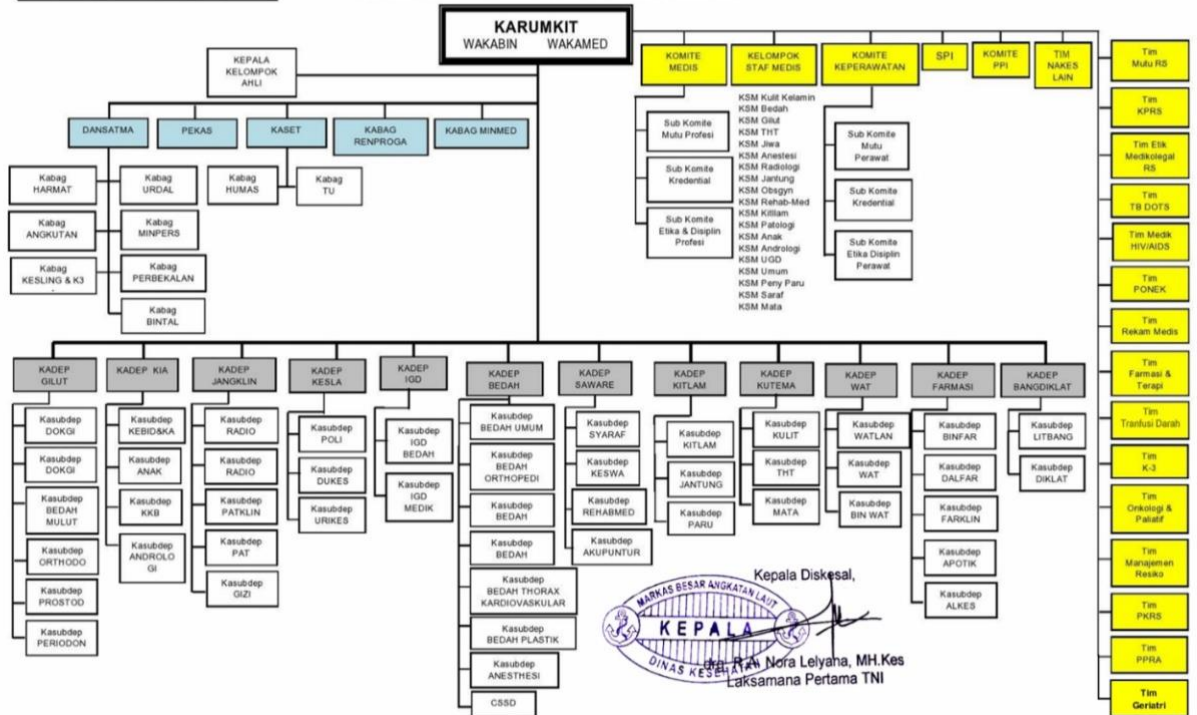 KARUMKIT
WAKABIN WAKAMED
KEPALA
KELOMPOK
AHLI
DANSATMA
PEKAS
KASET
KABAG
RENPROGA
KABAG MINMED
Kabag
HARMAT
Kabag
URDAL
Kabag
ANGKUTAN
Kabag
MINPERS
Kabag
KESLING & K3
Kabag
PERBEKALAN
Kabag
BINTAL
Kabag
HUMAS
Kabag
TU
KOMITE
MEDIS
Sub Komite
Mutu Profesi
Sub Komite
Kredential
Sub Komite
Etika & Disiplin
Profesi
KELOMPOK
STAF MEDIS
KSM Kulit Kelamin
KSM Bedah
KSM Gilut
KSM THT
KSM Jiwa
KSM Anestesi
KSM Radiologi
KSM Jantung
KSM Obsgyn
KSM Rehab-Med
KSM Kitilam
KSM Patologi
KSM Anak
KSM Andrologi
KSM UGD
KSM Umum
KSM Peny Paru
KSM Saraf
KSM Mata
KOMITE
KEPERAWATAN
Sub Komite
Mutu
Perawat
Sub Komite
Kredential
Sub Komite
Etika Disiplin
Perawat
SPI
KOMITE
PPI
TIM
NAKES
LAIN
Tim
Mutu RS
Tim
KPRS
Tim Etik
Medikolegal
RS
Tim
TB DOTS
Tim Medik
HIV/AIDS
Tim
PONEK
Tim
Rekam Medis
Tim
Farmasi &
Terapi
Tim
Tranfusi Darah
Tim
K-3
Tim
Onkologi &
Paliatif
Tim
Manajemen
Resiko
Tim
PKRS
Tim
PPRA
Tim
Geriatri
KADEP
GILUT
Kasubdep
DOKGI
Kasubdep
DOKGI
Kasubdep
BEDAH
MULUT
Kasubdep
ORTHODO
Kasubdep
PROSTOD
Kasubdep
PERIODON
KADEP KIA
Kasubdep
KEBID&KA
Kasubdep
ANAK
Kasubdep
KKB
Kasubdep
ANDROLO
GI
KADEP
JANGKLIN
Kasubdep
RADIO
Kasubdep
RADIO
Kasubdep
PATKLIN
Kasubdep
PAT
Kasubdep
GIZI
KADEP
KESLA
Kasubdep
POLI
Kasubdep
DUKES
Kasubdep
URIKES
KADEP
IGD
Kasubdep
IGD
BEDAH
Kasubdep
IGD
MEDIK
KADEP
BEDAH
Kasubdep
BEDAH UMUM
Kasubdep
BEDAH
ORTHOPEDI
Kasubdep
BEDAH
Kasubdep
BEDAH
Kasubdep
BEDAH THORAX
KARDIOVASKULAR
Kasubdep
BEDAH PLASTIK
Kasubdep
ANESTHESI
CSSD
KADEP
SAWARE
Kasubdep
SYARAF
Kasubdep
KESWA
Kasubdep
REHABMED
Kasubdep
AKUPUNTUR
KADEP
KITLAM
Kasubdep
KITLAM
Kasubdep
JANTUNG
Kasubdep
PARU
KADEP
KUTEMA
Kasubdep
KULIT
Kasubdep
THT
Kasubdep
MATA
KADEP
WAT
Kasubdep
WATLAN
Kasubdep
WAT
Kasubdep
BIN WAT
KADEP
FARMASI
Kasubdep
BINFAR
Kasubdep
DALFAR
Kasubdep
FARKLIN
Kasubdep
APOTIK
Kasubdep
ALKES
KADEP
BANGDIKLAT
Kasubdep
LITBANG
Kasubdep
DIKLAT
Kepala Diskesal,
MARKAS BESAR ANGKATAN LAUT
KEPALA
DINAS KESEHATAN
drg. R.A. Nora Lelyana, MH.Kes
Laksamana Pertama TNI